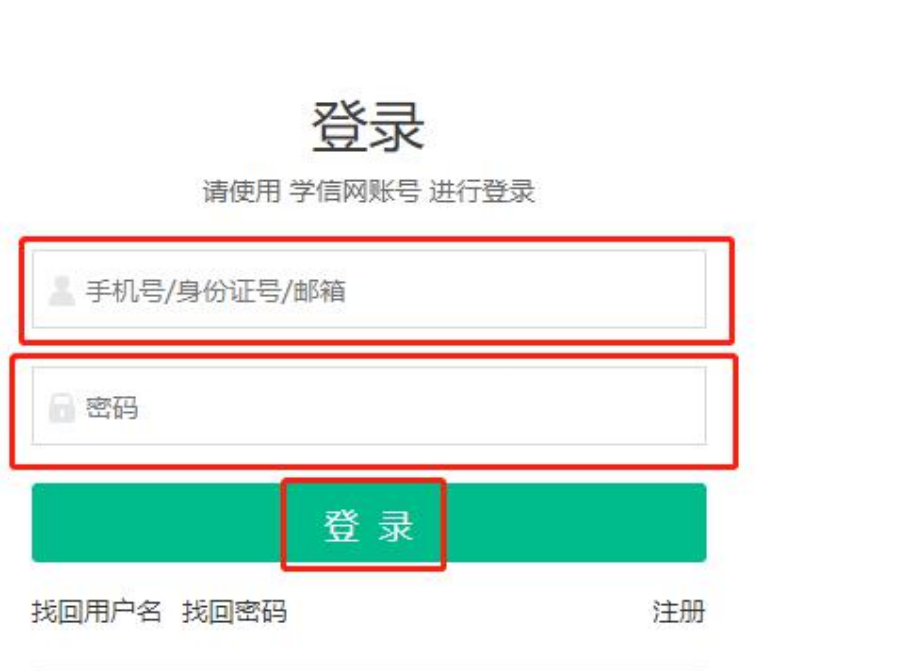 登录
请使用 学信网账号 进行登录
手机号/身份证号/邮箱
密码
登 录
找回用户名 找回密码 注册